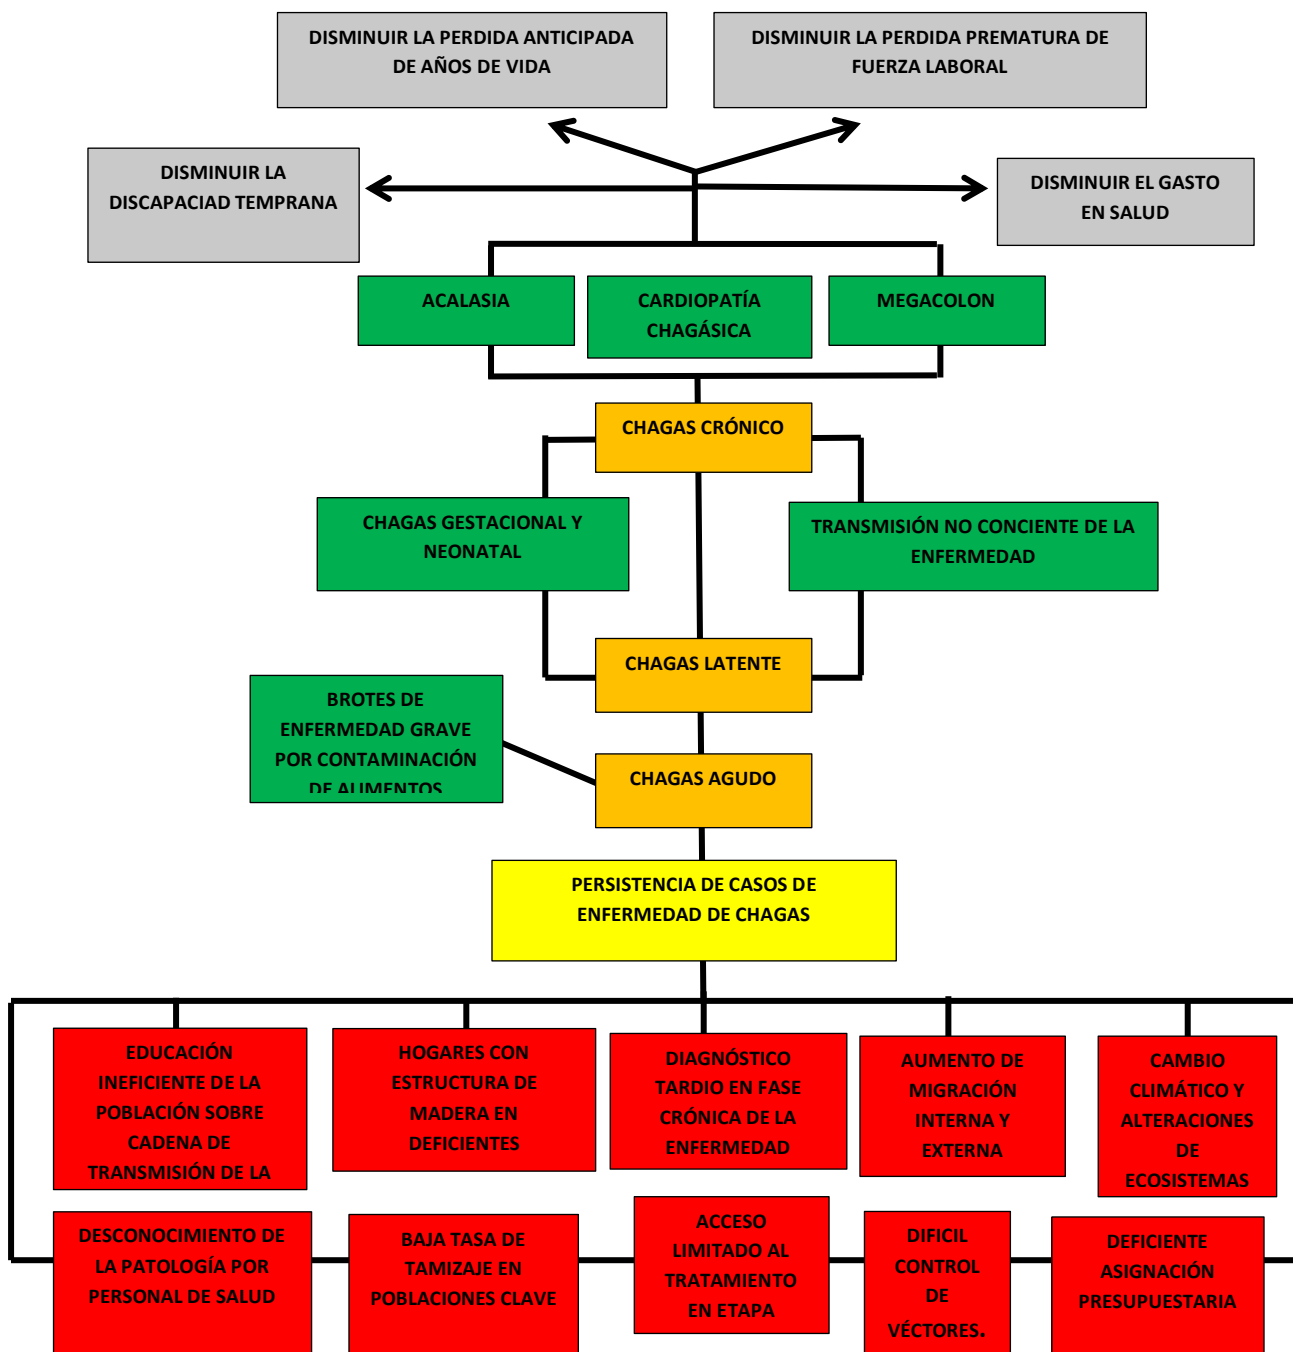 DISMINUIR LA PERDIDA ANTICIPADA
DE AÑOS DE VIDA
DISMINUIR LA PERDIDA PREMATURA DE
FUERZA LABORAL
DISMINUIR LA
DISCAPACIAD TEMPRANA
DISMINUIR EL GASTO
EN SALUD
ACALASIA
CARDIOPATÍA
CHAGÁSICA
MEGACOLON
CHAGAS CRÓNICO
CHAGAS GESTACIONAL Y
NEONATAL
TRANSMISIÓN NO CONCIENTE DE LA
ENFERMEDAD
CHAGAS LATENTE
BROTES DE
ENFERMEDAD GRAVE
POR CONTAMINACIÓN
DE ALIMENTOS
CHAGAS AGUDO
PERSISTENCIA DE CASOS DE
ENFERMEDAD DE CHAGAS
EDUCACIÓN
INEFICIENTE DE LA
POBLACIÓN SOBRE
CADENA DE
TRANSMISIÓN DE LA
HOGARES CON
ESTRUCTURA DE
MADERA EN
DEFICIENTES
DIAGNÓSTICO
TARDIO EN FASE
CRÓNICA DE LA
ENFERMEDAD
AUMENTO DE
MIGRACIÓN
INTERNA Y
EXTERNA
CAMBIO
CLIMÁTICO Y
ALTERACIONES
DE
ECOSISTEMAS
DESCONOCIMIENTO DE
LA PATOLOGÍA POR
PERSONAL DE SALUD
BAJA TASA DE
TAMIZAJE EN
POBLACIONES CLAVE
ACCESO
LIMITADO AL
TRATAMIENTO
EN ETAPA
DIFICIL
CONTROL
DE
VÉCTORES.
DEFICIENTE
ASIGNACIÓN
PRESUPUESTARIA